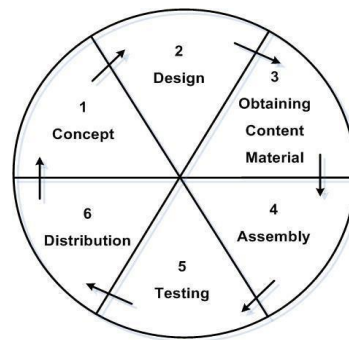 1
Concept
2
Design
3
Obtaining
Content
Material
4
Assembly
5
Testing
6
Distribution